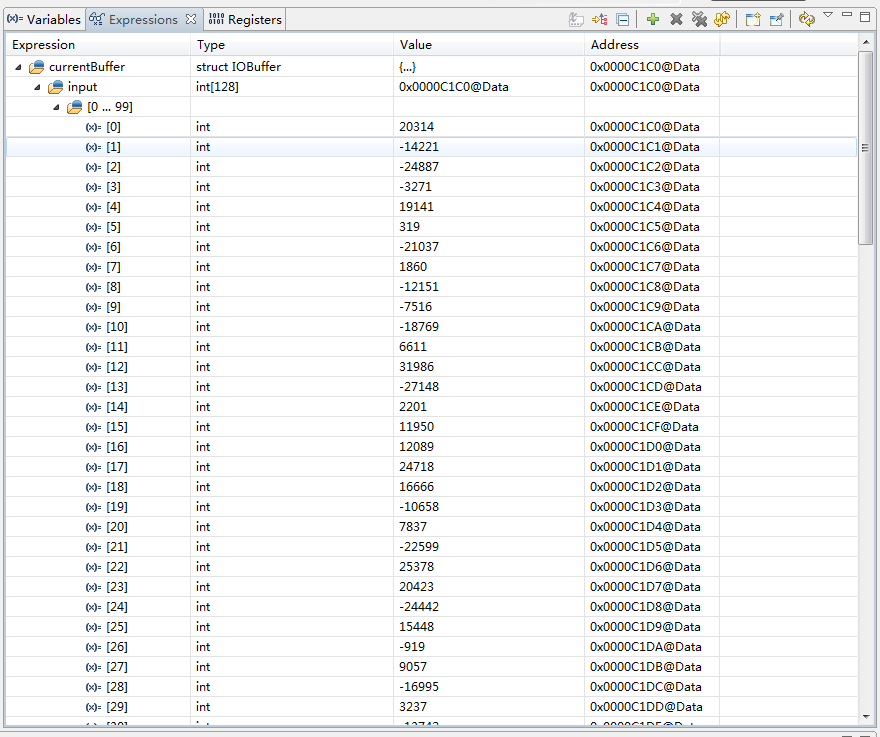 (x)= Variables Expressions Registers
Expression Type Value Address
currentBuffer struct IOBuffer {...} 0x0000C1C0@Data
input int[128] 0x0000C1C0@Data 0x0000C1C0@Data
[0 ... 99]
(x)= [0] int 20314 0x0000C1C0@Data
(x)= [1] int -14221 0x0000C1C1@Data
(x)= [2] int -24887 0x0000C1C2@Data
(x)= [3] int -3271 0x0000C1C3@Data
(x)= [4] int 19141 0x0000C1C4@Data
(x)= [5] int 319 0x0000C1C5@Data
(x)= [6] int -21037 0x0000C1C6@Data
(x)= [7] int 1860 0x0000C1C7@Data
(x)= [8] int -12151 0x0000C1C8@Data
(x)= [9] int -7516 0x0000C1C9@Data
(x)= [10] int -18769 0x0000C1CA@Data
(x)= [11] int 6611 0x0000C1CB@Data
(x)= [12] int 31986 0x0000C1CC@Data
(x)= [13] int -27148 0x0000C1CD@Data
(x)= [14] int 2201 0x0000C1CE@Data
(x)= [15] int 11950 0x0000C1CF@Data
(x)= [16] int 12089 0x0000C1D0@Data
(x)= [17] int 24718 0x0000C1D1@Data
(x)= [18] int 16666 0x0000C1D2@Data
(x)= [19] int -10658 0x0000C1D3@Data
(x)= [20] int 7837 0x0000C1D4@Data
(x)= [21] int -22599 0x0000C1D5@Data
(x)= [22] int 25378 0x0000C1D6@Data
(x)= [23] int 20423 0x0000C1D7@Data
(x)= [24] int -24442 0x0000C1D8@Data
(x)= [25] int 15448 0x0000C1D9@Data
(x)= [26] int -919 0x0000C1DA@Data
(x)= [27] int 9057 0x0000C1DB@Data
(x)= [28] int -16995 0x0000C1DC@Data
(x)= [29] int 3237 0x0000C1DD@Data